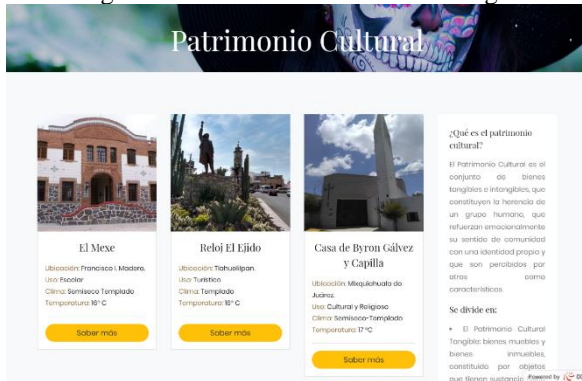 Patrimonio Cultural
El Mexe
Ubicación: Francisco I. Madero.
Uso: Escolar
Clima: Semiseco Templado
Temperatura: 16° C
Saber más
Reloj El Ejido
Ubicación: Tlahuelilpan.
Uso: Turístico
Clima: Templado
Temperatura: 16° C
Saber más
Casa de Byron Gálvez
y Capilla
Ubicación: Mixquiahuala de
Juárez.
Uso: Cultural y Religioso
Clima: Semiseco-Templado
Temperatura: 17 °C
Saber más
¿Qué es el patrimonio
cultural?
El Patrimonio Cultural es el
conjunto de bienes
tangibles e intangibles, que
constituyen la herencia de
un grupo humano, que
refuerzan emocionalmente
su sentido de comunidad
con una identidad propia y
que son percibidos por
otros como
característicos.
Se divide en:
• El Patrimonio Cultural
Tangible: bienes muebles y
bienes inmuebles,
constituido por objetos
que tienen sustancia
Powered by